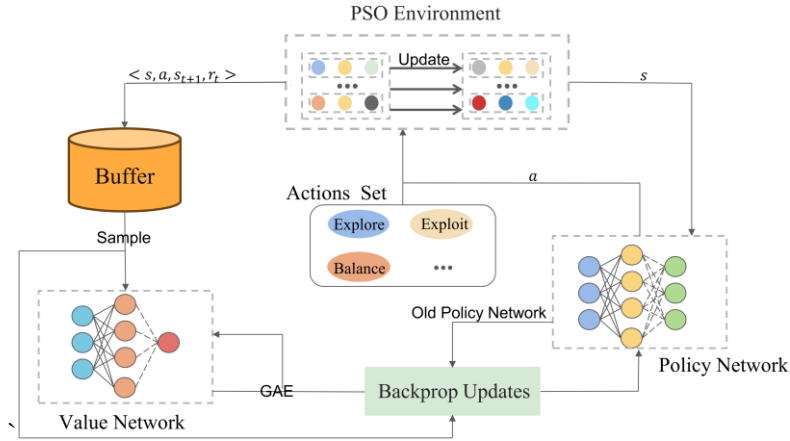 PSO Environment
< s, a, s_{t+1}, r_t >
Update
•••
•••
s
Buffer
Actions Set
a
Explore
Exploit
Balance
•••
Sample
Old Policy Network
Policy Network
GAE
Backprop Updates
Value Network
`